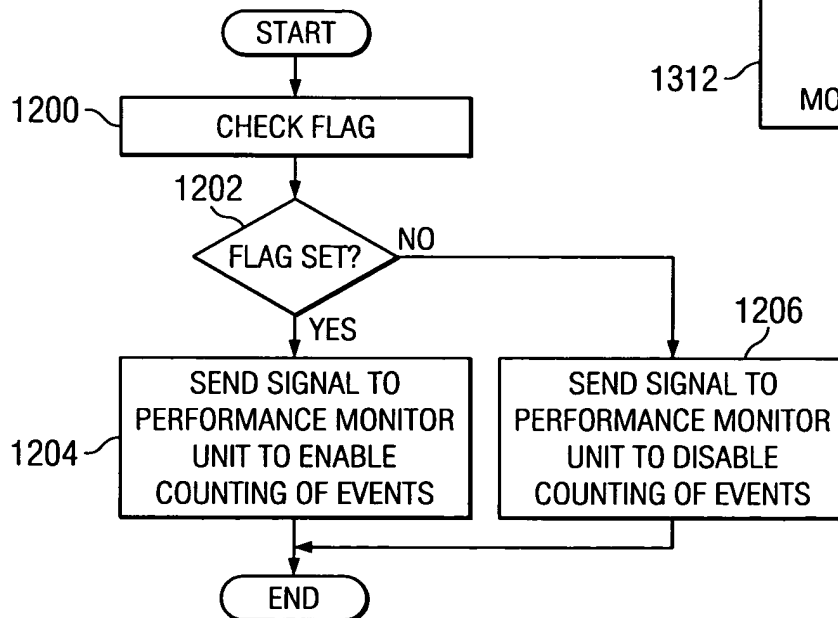 START
1200
CHECK FLAG
1312
MO
1202
FLAG SET?
NO
YES
1206
1204
SEND SIGNAL TO
PERFORMANCE MONITOR
UNIT TO ENABLE
COUNTING OF EVENTS
SEND SIGNAL TO
PERFORMANCE MONITOR
UNIT TO DISABLE
COUNTING OF EVENTS
END